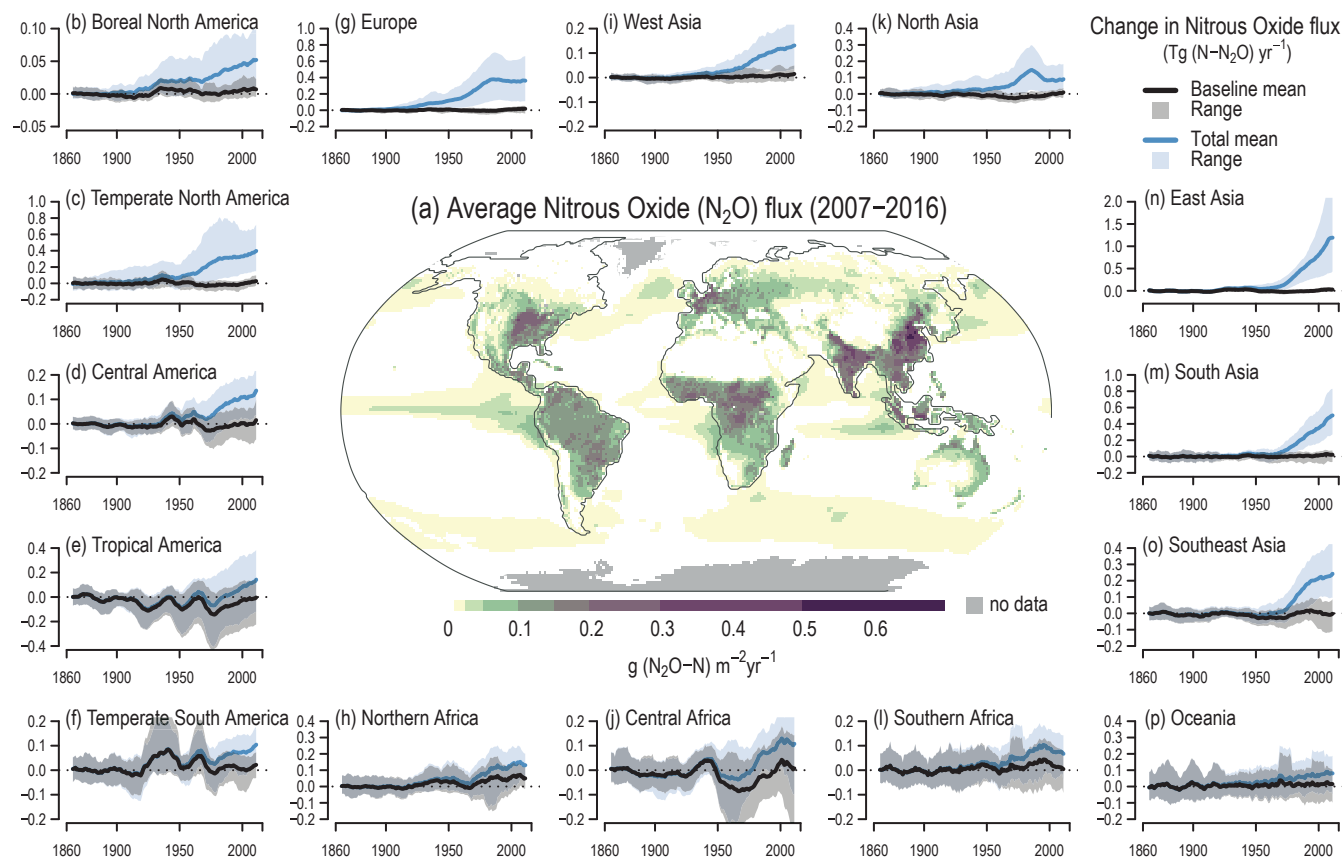 (b) Boreal North America
0.10
0.05
0.00
−0.05
1860 1900 1950 2000
(g) Europe
1.0
0.8
0.6
0.4
0.2
0.0
−0.2
1860 1900 1950 2000
(i) West Asia
0.2
0.1
0.0
−0.1
−0.2
1860 1900 1950 2000
(k) North Asia
0.4
0.3
0.2
0.1
0.0
−0.1
−0.2
1860 1900 1950 2000
Change in Nitrous Oxide flux
(Tg (N−N₂O) yr⁻¹)
Baseline mean
Range
Total mean
Range
(c) Temperate North America
1.0
0.8
0.6
0.4
0.2
0.0
−0.2
1860 1900 1950 2000
(a) Average Nitrous Oxide (N₂O) flux (2007−2016)
0 0.1 0.2 0.3 0.4 0.5 0.6
no data
g (N₂O−N) m⁻²yr⁻¹
(n) East Asia
2.0
1.5
1.0
0.5
0.0
1860 1900 1950 2000
(d) Central America
0.2
0.1
0.0
−0.1
−0.2
1860 1900 1950 2000
(m) South Asia
1.0
0.8
0.6
0.4
0.2
0.0
−0.2
1860 1900 1950 2000
(e) Tropical America
0.4
0.2
0.0
−0.2
−0.4
1860 1900 1950 2000
(o) Southeast Asia
0.4
0.3
0.2
0.1
0.0
−0.1
−0.2
1860 1900 1950 2000
(f) Temperate South America
0.2
0.1
0.0
0.1
0.2
1860 1900 1950 2000
(h) Northern Africa
0.4
0.3
0.2
0.1
0.0
0.1
0.2
1860 1900 1950 2000
(j) Central Africa
0.2
0.1
0.0
0.1
0.2
1860 1900 1950 2000
(l) Southern Africa
0.2
0.1
0.0
0.1
0.2
1860 1900 1950 2000
(p) Oceania
0.4
0.3
0.2
0.1
0.0
0.1
0.2
1860 1900 1950 2000